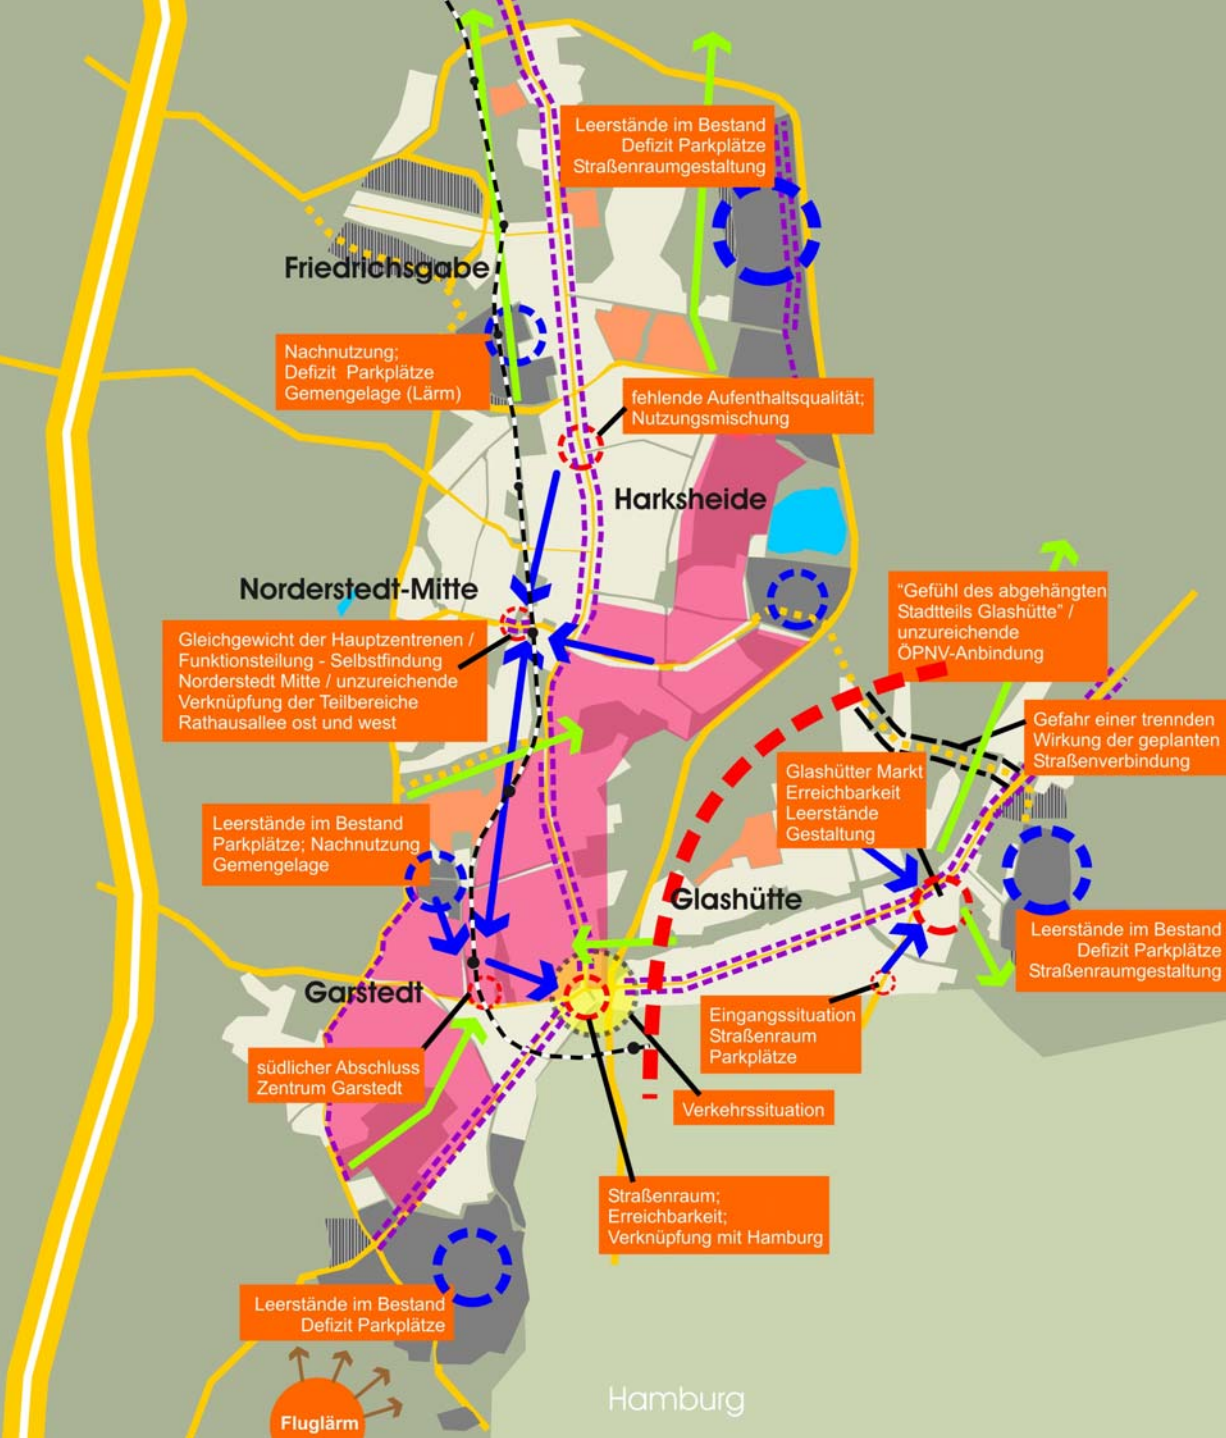 Leerstände im Bestand
Defizit Parkplätze
Straßenraumgestaltung
Friedrichsgabe
Nachnutzung;
Defizit Parkplätze
Gemengelage (Lärm)
fehlende Aufenthaltsqualität;
Nutzungsmischung
Harksheide
Norderstedt-Mitte
“Gefühl des abgehängten
Stadtteils Glashütte” /
unzureichende
ÖPNV-Anbindung
Gleichgewicht der Hauptzentrenen /
Funktionsteilung - Selbstfindung
Norderstedt Mitte / unzureichende
Verknüpfung der Teilbereiche
Rathausallee ost und west
Gefahr einer trennden
Wirkung der geplanten
Straßenverbindung
Glashütter Markt
Erreichbarkeit
Leerstände
Gestaltung
Leerstände im Bestand
Parkplätze; Nachnutzung
Gemengelage
Glashütte
Leerstände im Bestand
Defizit Parkplätze
Straßenraumgestaltung
Garstedt
Eingangssituation
Straßenraum
Parkplätze
südlicher Abschluss
Zentrum Garstedt
Verkehrssituation
Straßenraum;
Erreichbarkeit;
Verknüpfung mit Hamburg
Leerstände im Bestand
Defizit Parkplätze
Hamburg
Fluglärm